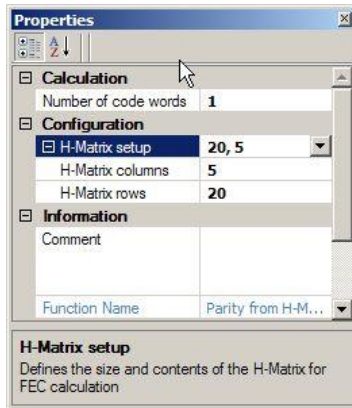 Properties
Calculation
Number of code words 1
Configuration
H-Matrix setup 20, 5
H-Matrix columns 5
H-Matrix rows 20
Information
Comment
Function Name Parity from H-M...
H-Matrix setup
Defines the size and contents of the H-Matrix for
FEC calculation